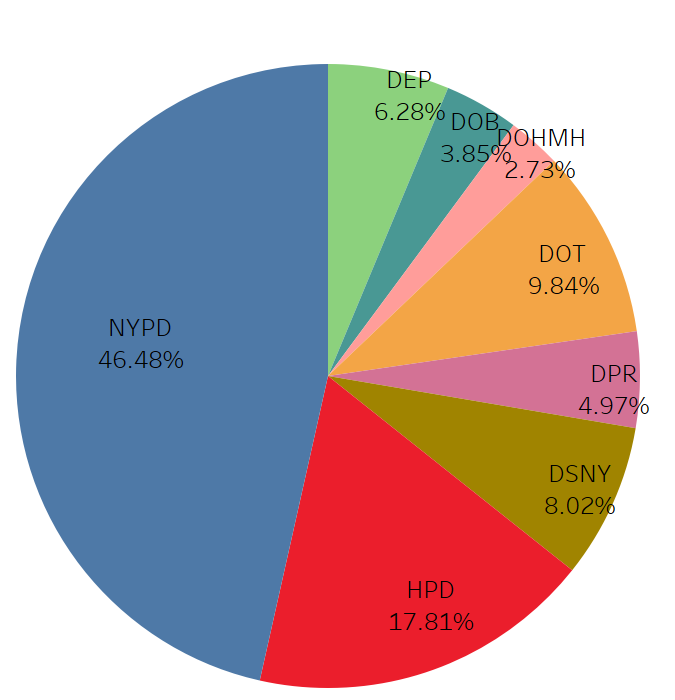 DEP
6.28%
DOB
3.85%
DOHMH
2.73%
DOT
9.84%
DPR
4.97%
DSNY
8.02%
HPD
17.81%
NYPD
46.48%